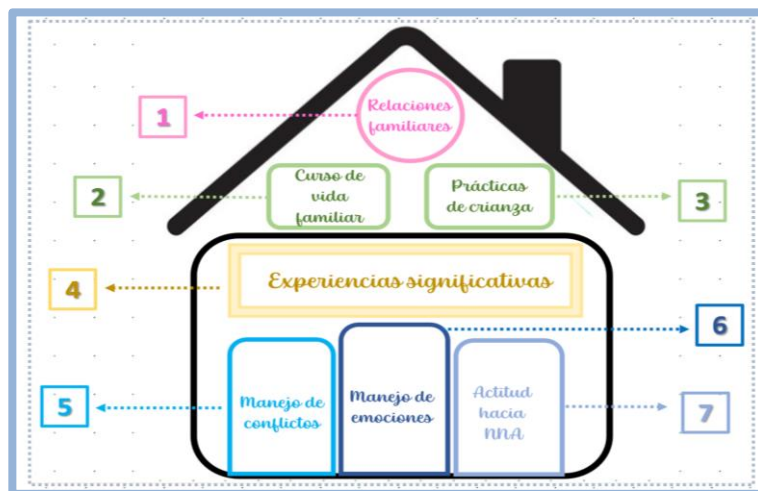 Relaciones
familiares
1
Curso de
vida
familiar
Prácticas
de crianza
2
3
Experiencias significativas
4
6
Manejo de
conflictos
Manejo de
emociones
Actitud
hacia
NNA
5
7